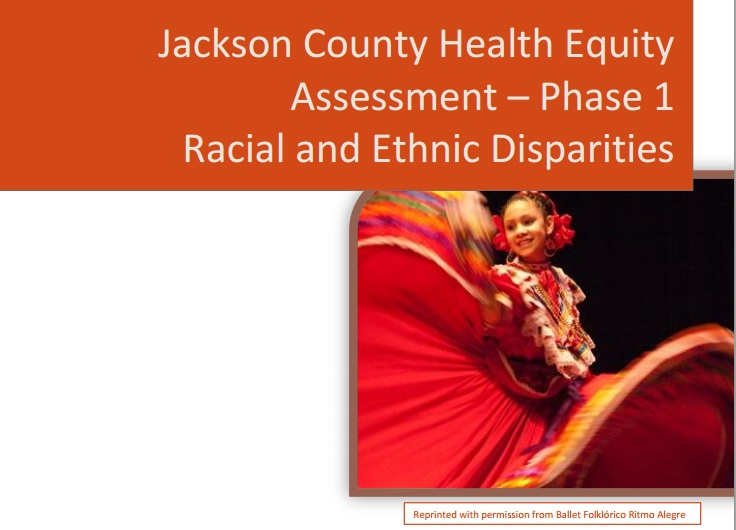 Jackson County Health Equity
Assessment – Phase 1
Racial and Ethnic Disparities
Reprinted with permission from Ballet Folklórico Ritmo Alegre